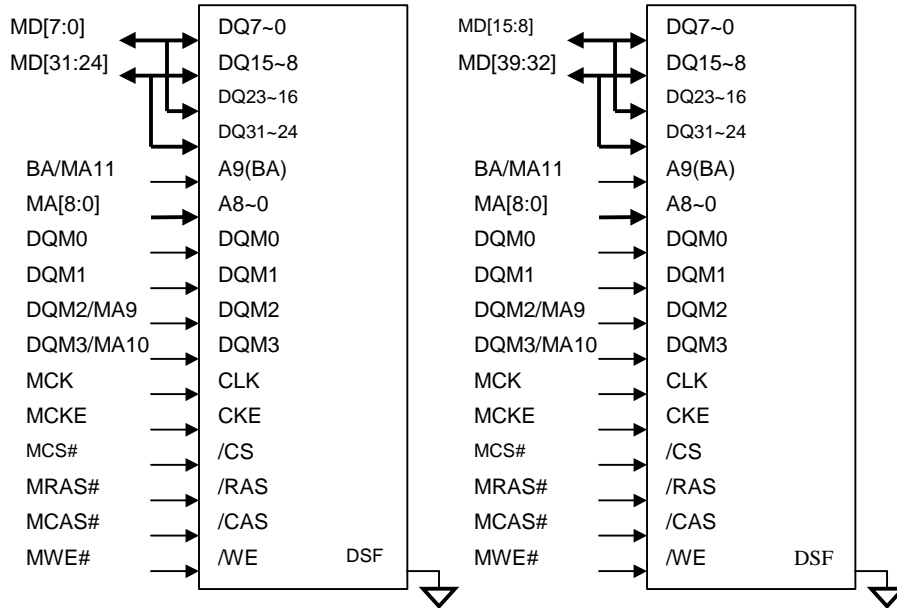 MD[7:0] DQ7~0
MD[31:24] DQ15~8
DQ23~16
DQ31~24
BA/MA11 A9(BA)
MA[8:0] A8~0
DQM0 DQM0
DQM1 DQM1
DQM2/MA9 DQM2
DQM3/MA10 DQM3
MCK CLK
MCKE CKE
MCS# /CS
MRAS# /RAS
MCAS# /CAS
MWE# /WE DSF
MD[15:8] DQ7~0
MD[39:32] DQ15~8
DQ23~16
DQ31~24
BA/MA11 A9(BA)
MA[8:0] A8~0
DQM0 DQM0
DQM1 DQM1
DQM2/MA9 DQM2
DQM3/MA10 DQM3
MCK CLK
MCKE CKE
MCS# /CS
MRAS# /RAS
MCAS# /CAS
MWE# /WE DSF